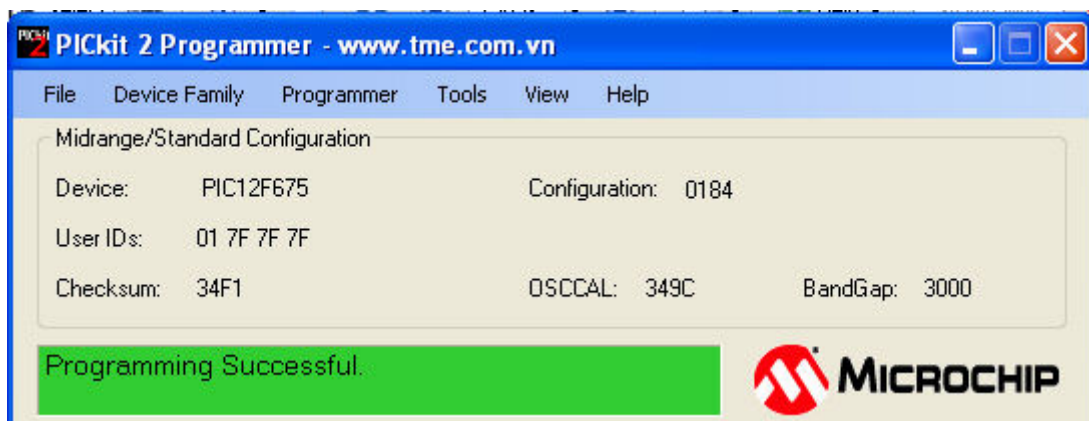 PICkit 2 Programmer - www.tme.com.vn
File Device Family Programmer Tools View Help
Midrange/Standard Configuration
Device: PIC12F675 Configuration: 0184
User IDs: 01 7F 7F 7F
Checksum: 34F1 OSCCAL: 349C BandGap: 3000
Programming Successful.
MICROCHIP